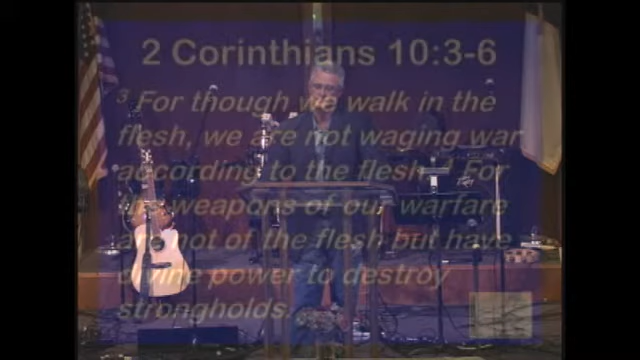 2 Corinthians 10:3-6
3 For though we walk in the
flesh, we are not waging war
according to the flesh. 4 For
the weapons of our warfare
are not of the flesh but have
divine power to destroy
strongholds.